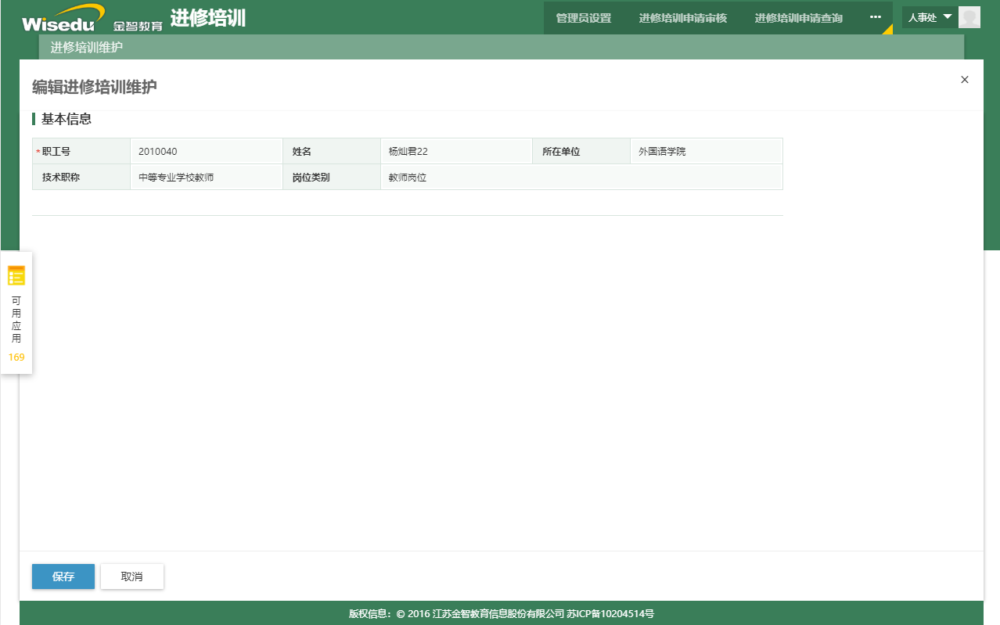 Wisedu 金智教育 进修培训 管理员设置 进修培训申请审核 进修培训申请查询 ••• 人事处
进修培训维护
编辑进修培训维护 ×
基本信息
*职工号 2010040 姓名 杨灿君22 所在单位 外国语学院
技术职称 中等专业学校教师 岗位类别 教师岗位
可
用
应
用
169
保存 取消
版权信息：© 2016 江苏金智教育信息股份有限公司 苏ICP备10204514号